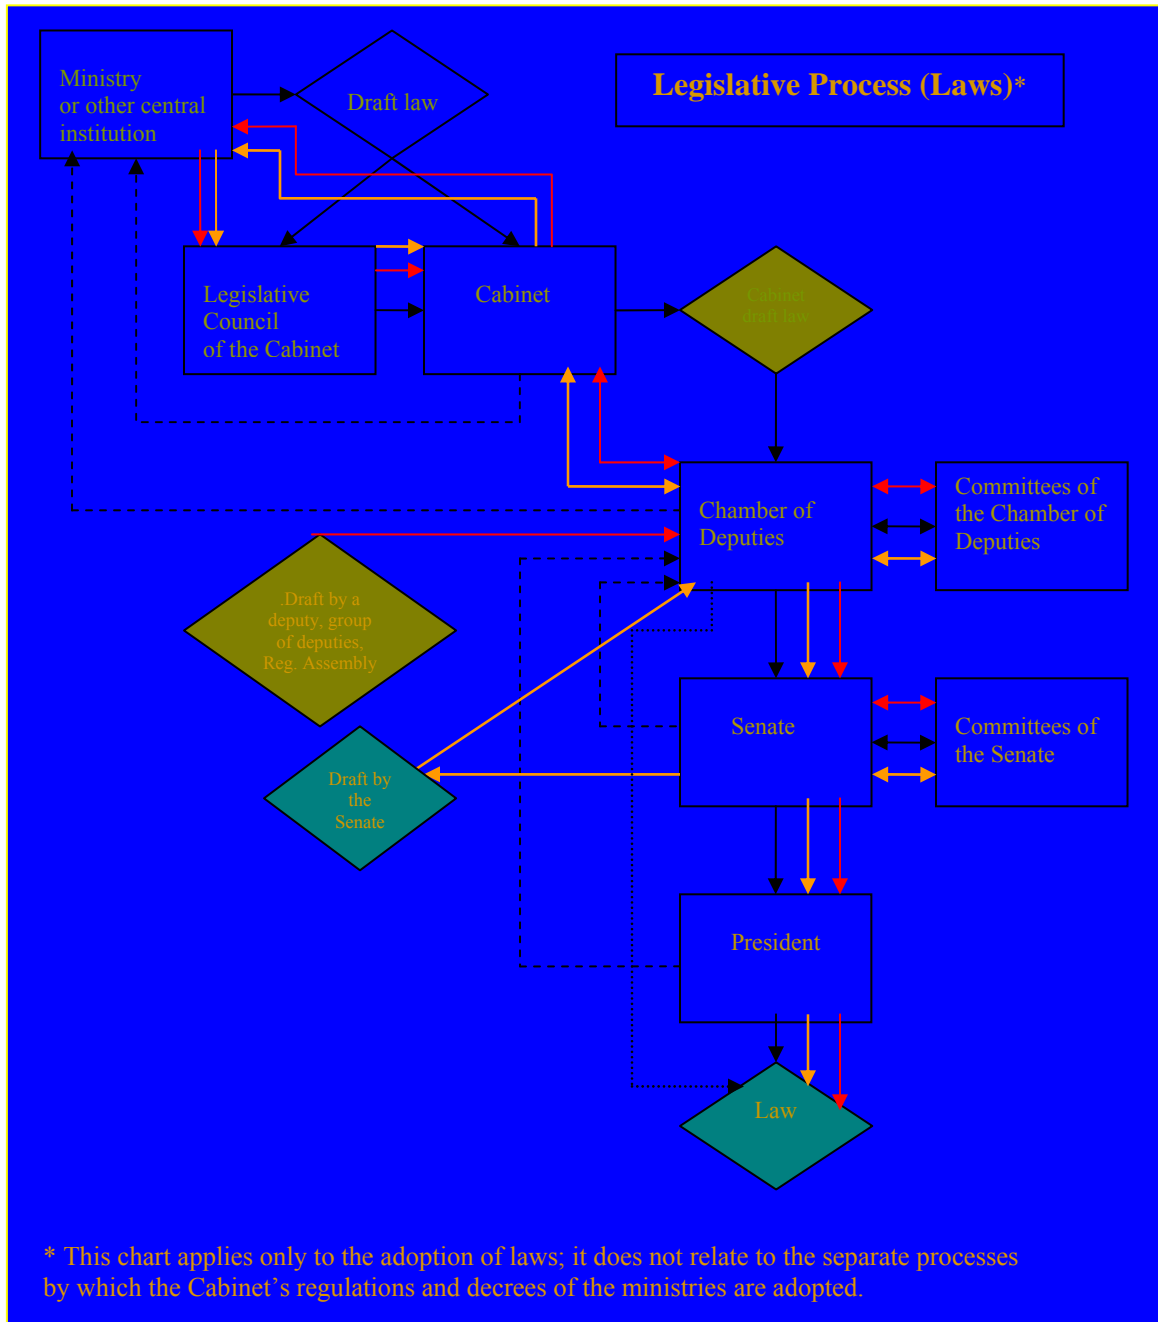 Ministry
or other central
institution
Draft law
Legislative Process (Laws)*
Legislative
Council
of the Cabinet
Cabinet
Cabinet
draft law
Chamber of
Deputies
Committees of
the Chamber of
Deputies
.Draft by a
deputy, group
of deputies,
Reg. Assembly
Senate
Committees of
the Senate
Draft by
the
Senate
President
Law
* This chart applies only to the adoption of laws; it does not relate to the separate processes
by which the Cabinet’s regulations and decrees of the ministries are adopted.